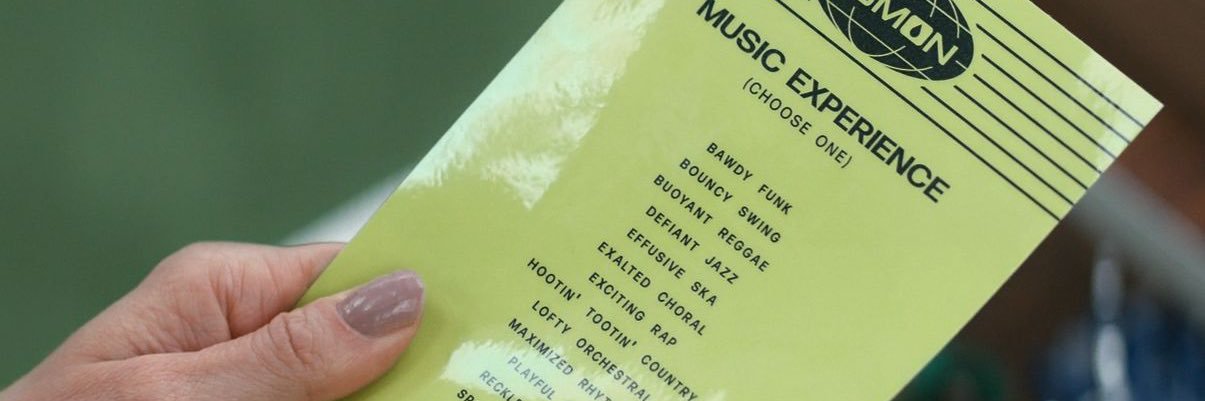 MUSIC EXPERIENCE
(CHOOSE ONE)
BAWDY FUNK
BOUNCY SWING
BUOYANT REGGAE
DEFIANT JAZZ
EFFUSIVE SKA
EXALTED CHORAL
EXCITING RAP
HOOTIN' TOOTIN' COUNTRY
LOFTY ORCHESTRAL
MAXIMIZED
PLAYFUL